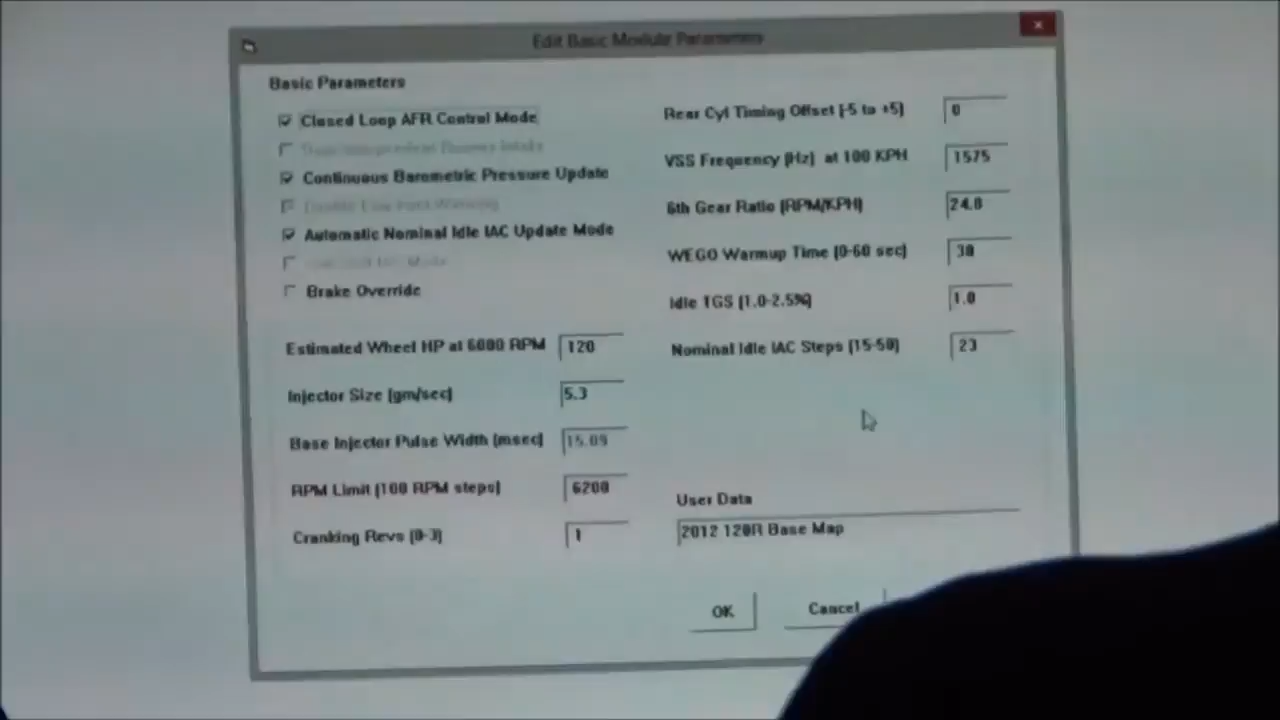 Edit Basic Module Parameters
Basic Parameters
Closed Loop AFR Control Mode
Continuous Barometric Pressure Update
Automatic Nominal Idle IAC Update Mode
Brake Override
Estimated Wheel HP at 6000 RPM 120
Injector Size (gm/sec) 5.3
Base Injector Pulse Width (msec) 15.09
RPM Limit (100 RPM steps) 6200
Cranking Revs (0-3) 1
Rear Cyl Timing Offset (-5 to +5) 0
VSS Frequency (Hz) at 100 KPH 1575
6th Gear Ratio (RPM/KPH) 24.8
WEGO Warmup Time (0-60 sec) 30
Idle TGS (1.0-2.5%) 1.0
Nominal Idle IAC Steps (15-50) 23
User Data
2012 120R Base Map
OK Cancel